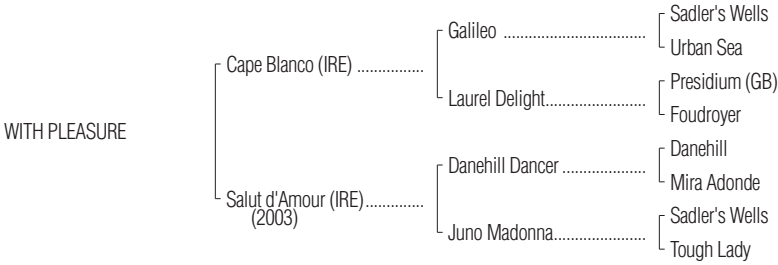 Sadler's Wells
Galileo ................................
Urban Sea
Cape Blanco (IRE) ...............
Presidium (GB)
Laurel Delight.......................
Foudroyer
WITH PLEASURE
Danehill
Danehill Dancer ...................
Mira Adonde
Salut d'Amour (IRE).............
(2003)
Sadler's Wells
Juno Madonna.....................
Tough Lady